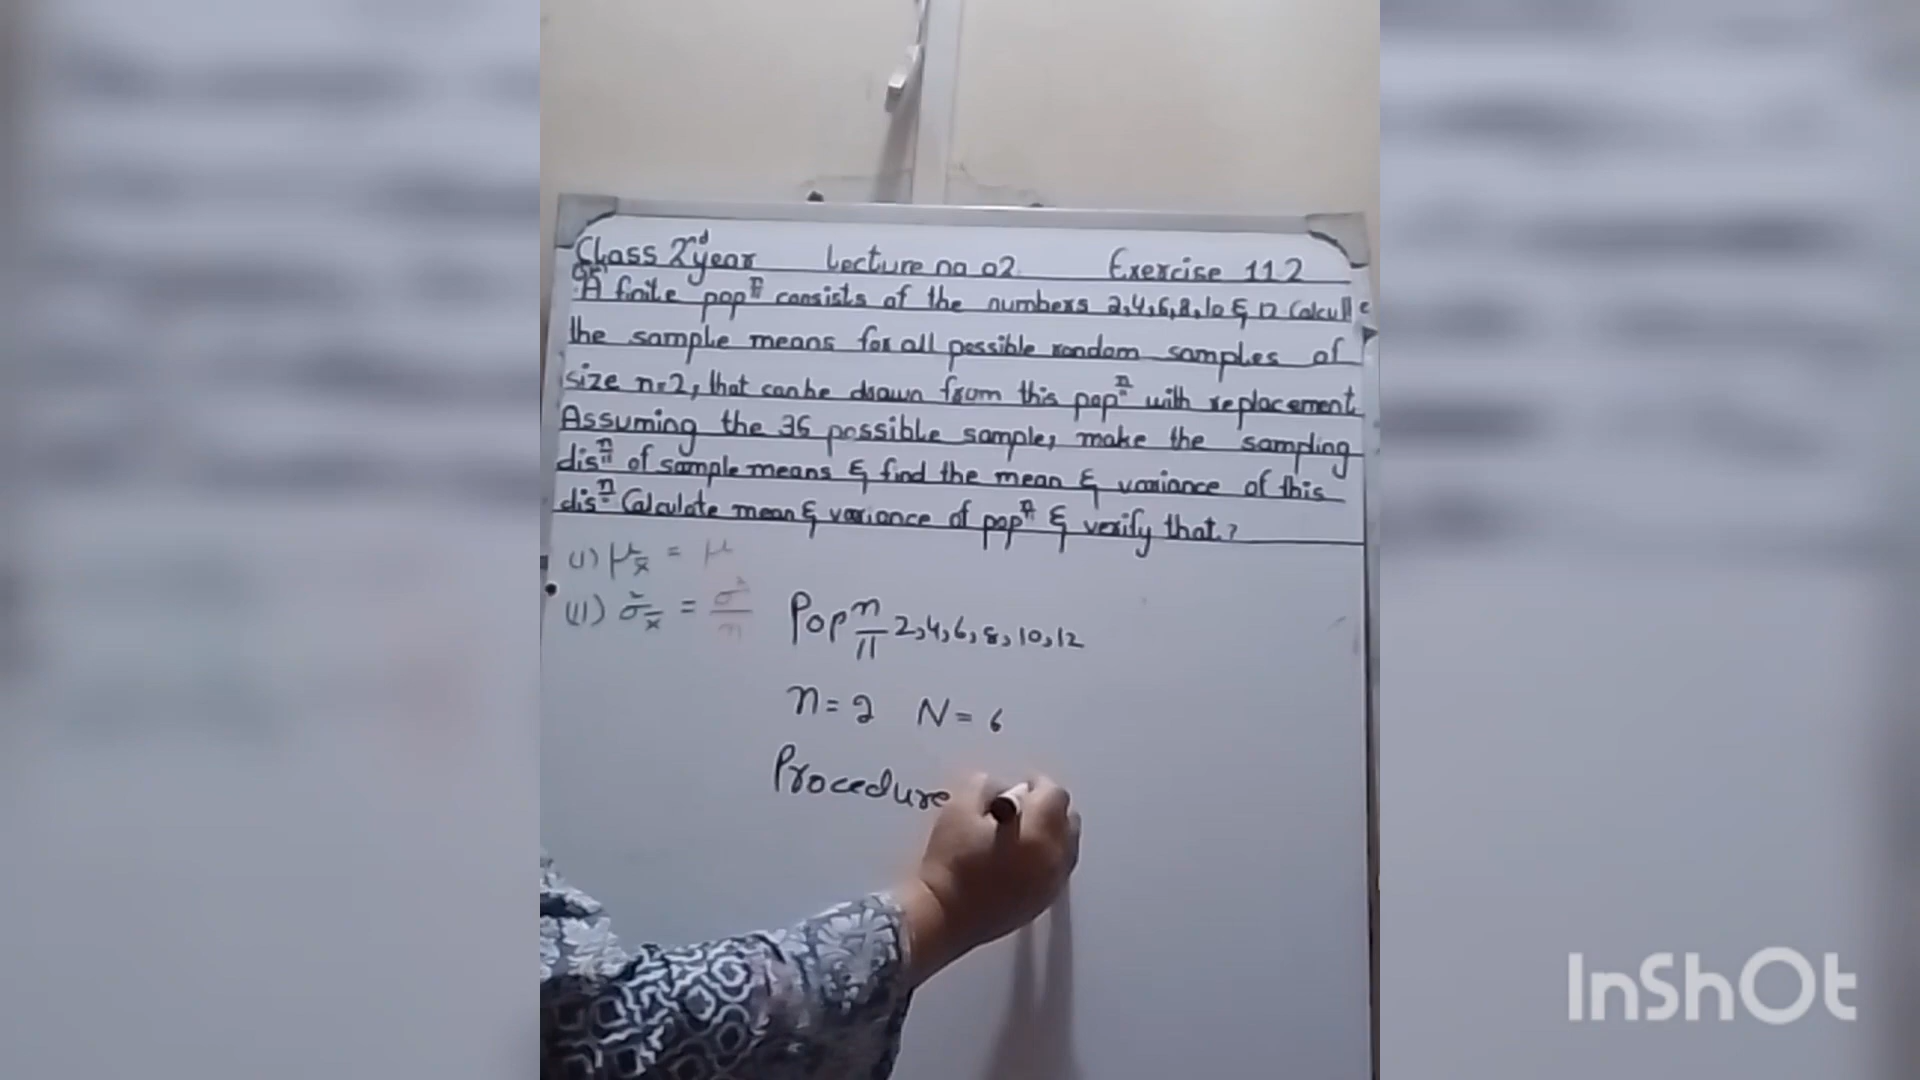 Class 2nd year Lecture no 02 Exercise 11.2
A finite popn consists of the numbers 2,4,6,8,10 & 12 Calcul
the sample means for all possible random samples of
size n=2, that can be drawn from this popn with replacement.
Assuming the 36 possible sample, make the sampling
disn of sample means & find the mean & variance of this
disn Calculate mean & variance of popn & verify that?
(I) μx̄ = μ
(II) σ²x̄ = σ²/n
Popn 2,4,6,8,10,12
n=2 N=6
Procedure
InShOt